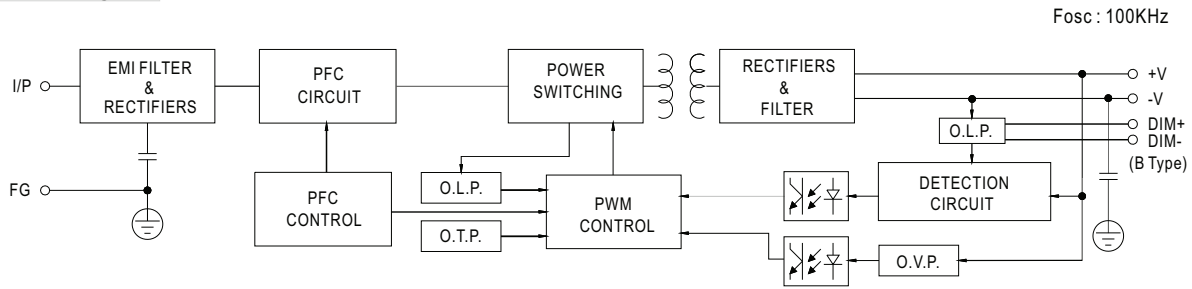 Fosc : 100KHz
I/P
EMI FILTER
&
RECTIFIERS
PFC
CIRCUIT
POWER
SWITCHING
RECTIFIERS
&
FILTER
+V
-V
DIM+
DIM-
(B Type)
O.L.P.
FG
PFC
CONTROL
O.L.P.
O.T.P.
PWM
CONTROL
DETECTION
CIRCUIT
O.V.P.